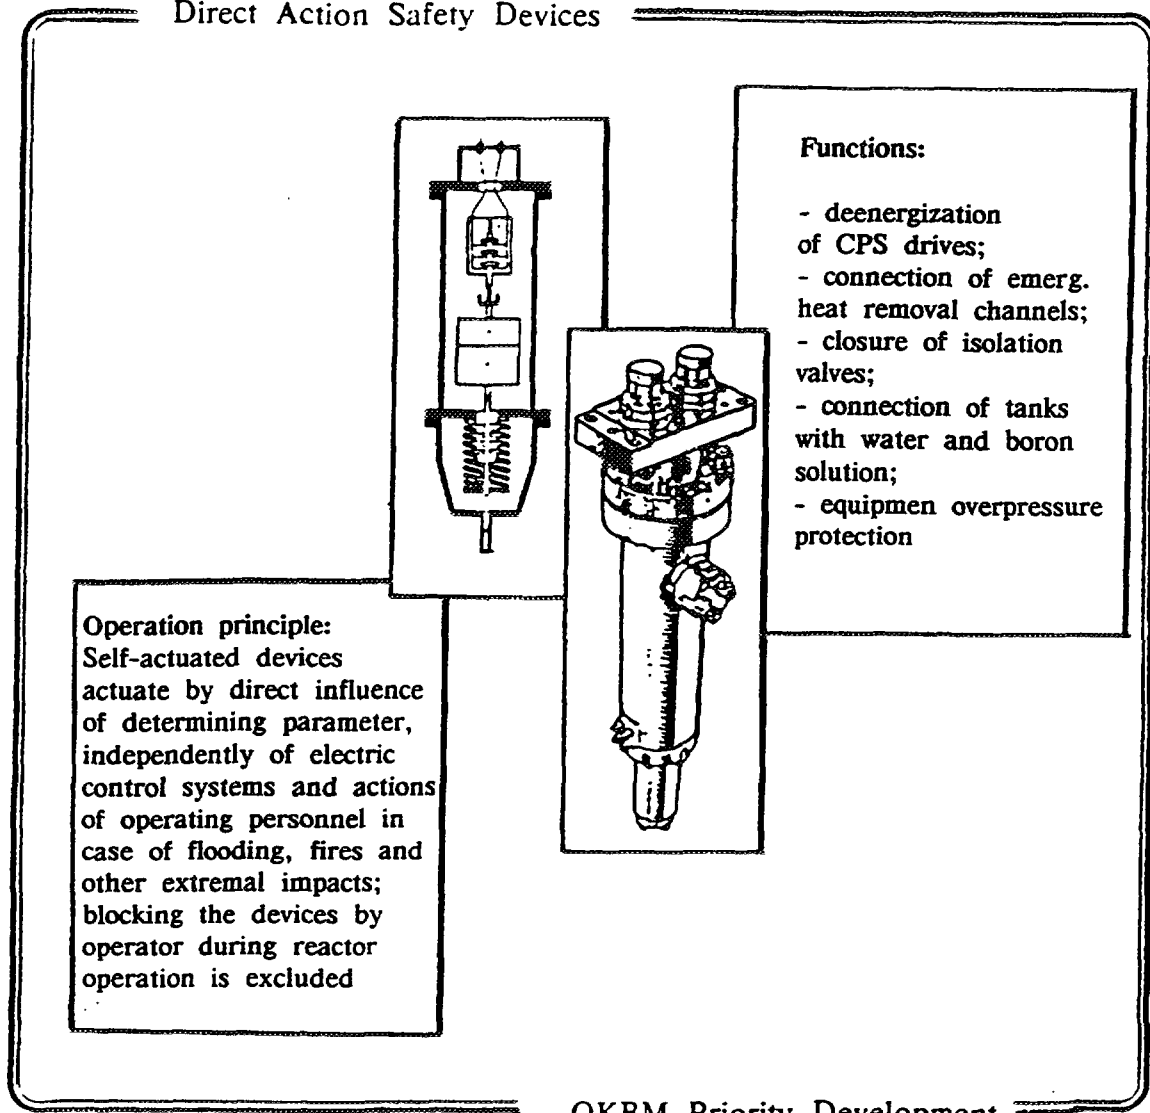 Direct Action Safety Devices
Functions:
- deenergization
of CPS drives;
- connection of emerg.
heat removal channels;
- closure of isolation
valves;
- connection of tanks
with water and boron
solution;
- equipmen overpressure
protection
Operation principle:
Self-actuated devices
actuate by direct influence
of determining parameter,
independently of electric
control systems and actions
of operating personnel in
case of flooding, fires and
other extremal impacts;
blocking the devices by
operator during reactor
operation is excluded
OKBM Priority Development